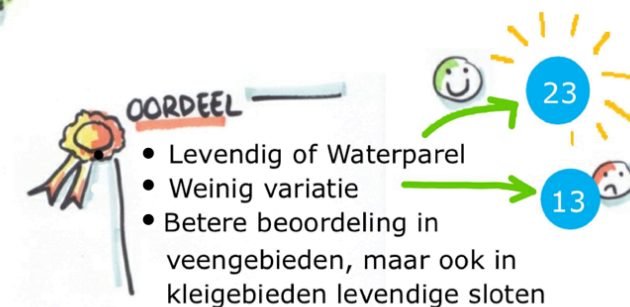 OORDEEL
23
• Levendig of Waterparel
• Weinig variatie
13
• Betere beoordeling in
veengebieden, maar ook in
kleigebieden levendige sloten